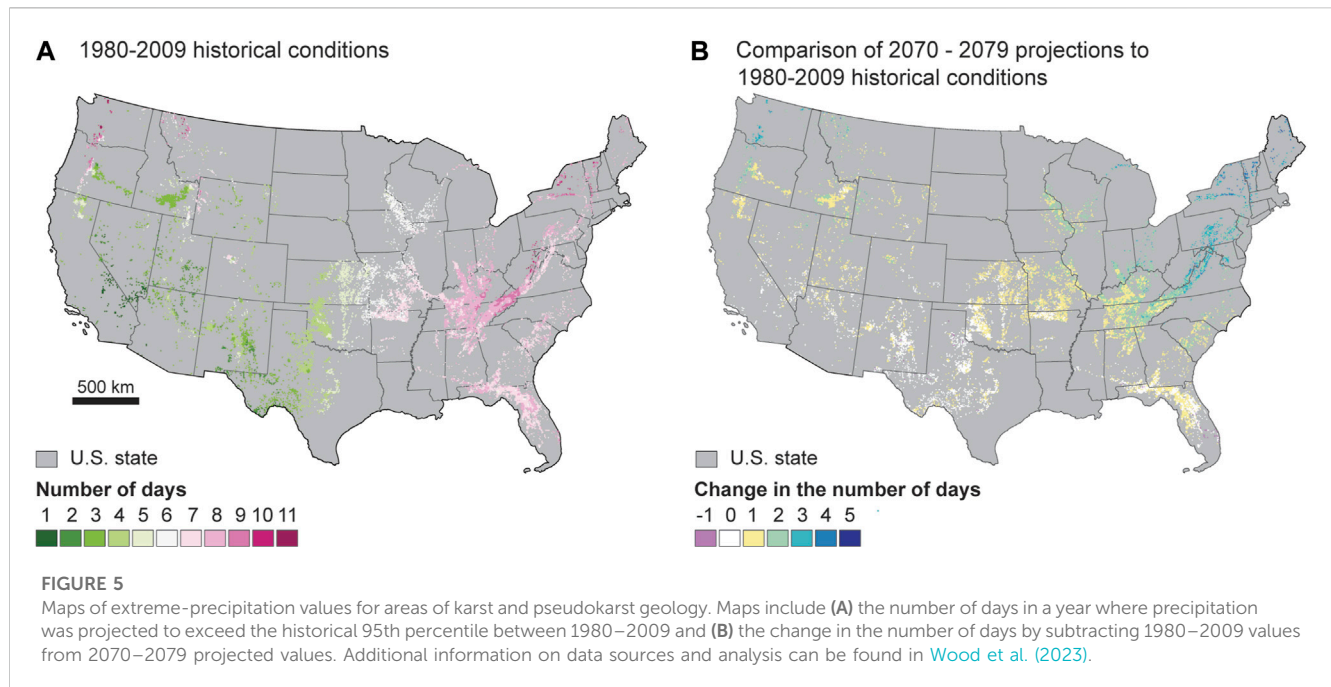 A 1980-2009 historical conditions
B Comparison of 2070 - 2079 projections to
1980-2009 historical conditions
500 km
U.S. state
Number of days
1 2 3 4 5 6 7 8 9 10 11
U.S. state
Change in the number of days
-1 0 1 2 3 4 5
FIGURE 5
Maps of extreme-precipitation values for areas of karst and pseudokarst geology. Maps include (A) the number of days in a year where precipitation
was projected to exceed the historical 95th percentile between 1980–2009 and (B) the change in the number of days by subtracting 1980–2009 values
from 2070–2079 projected values. Additional information on data sources and analysis can be found in Wood et al. (2023).